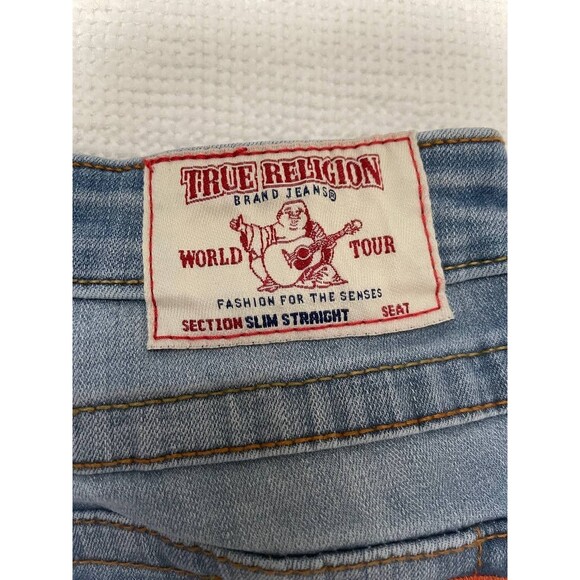 TRUE RELIGION
BRAND JEANS®
WORLD TOUR
FASHION FOR THE SENSES
SECTION SLIM STRAIGHT SEAT